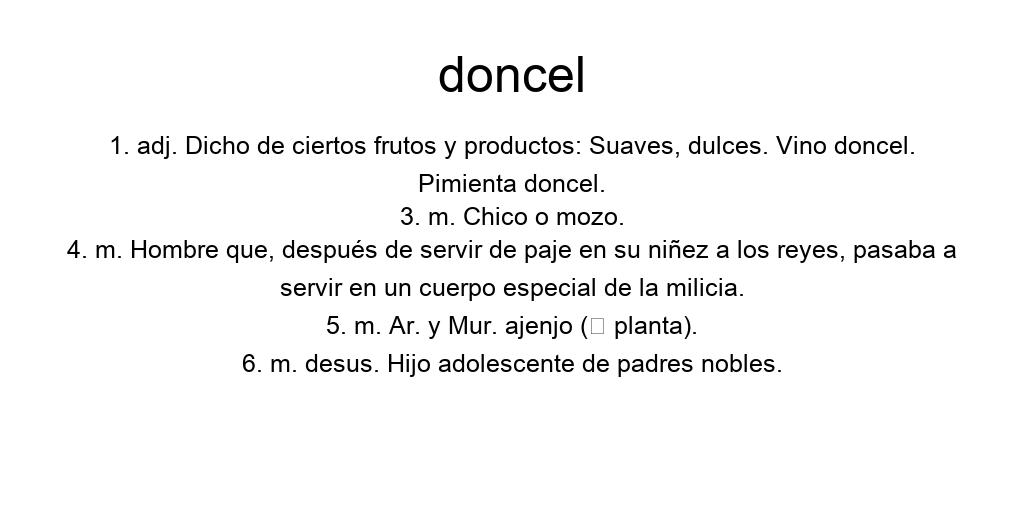 doncel
1. adj. Dicho de ciertos frutos y productos: Suaves, dulces. Vino doncel.
Pimienta doncel.
3. m. Chico o mozo.
4. m. Hombre que, después de servir de paje en su niñez a los reyes, pasaba a
servir en un cuerpo especial de la milicia.
5. m. Ar. y Mur. ajenjo (□ planta).
6. m. desus. Hijo adolescente de padres nobles.